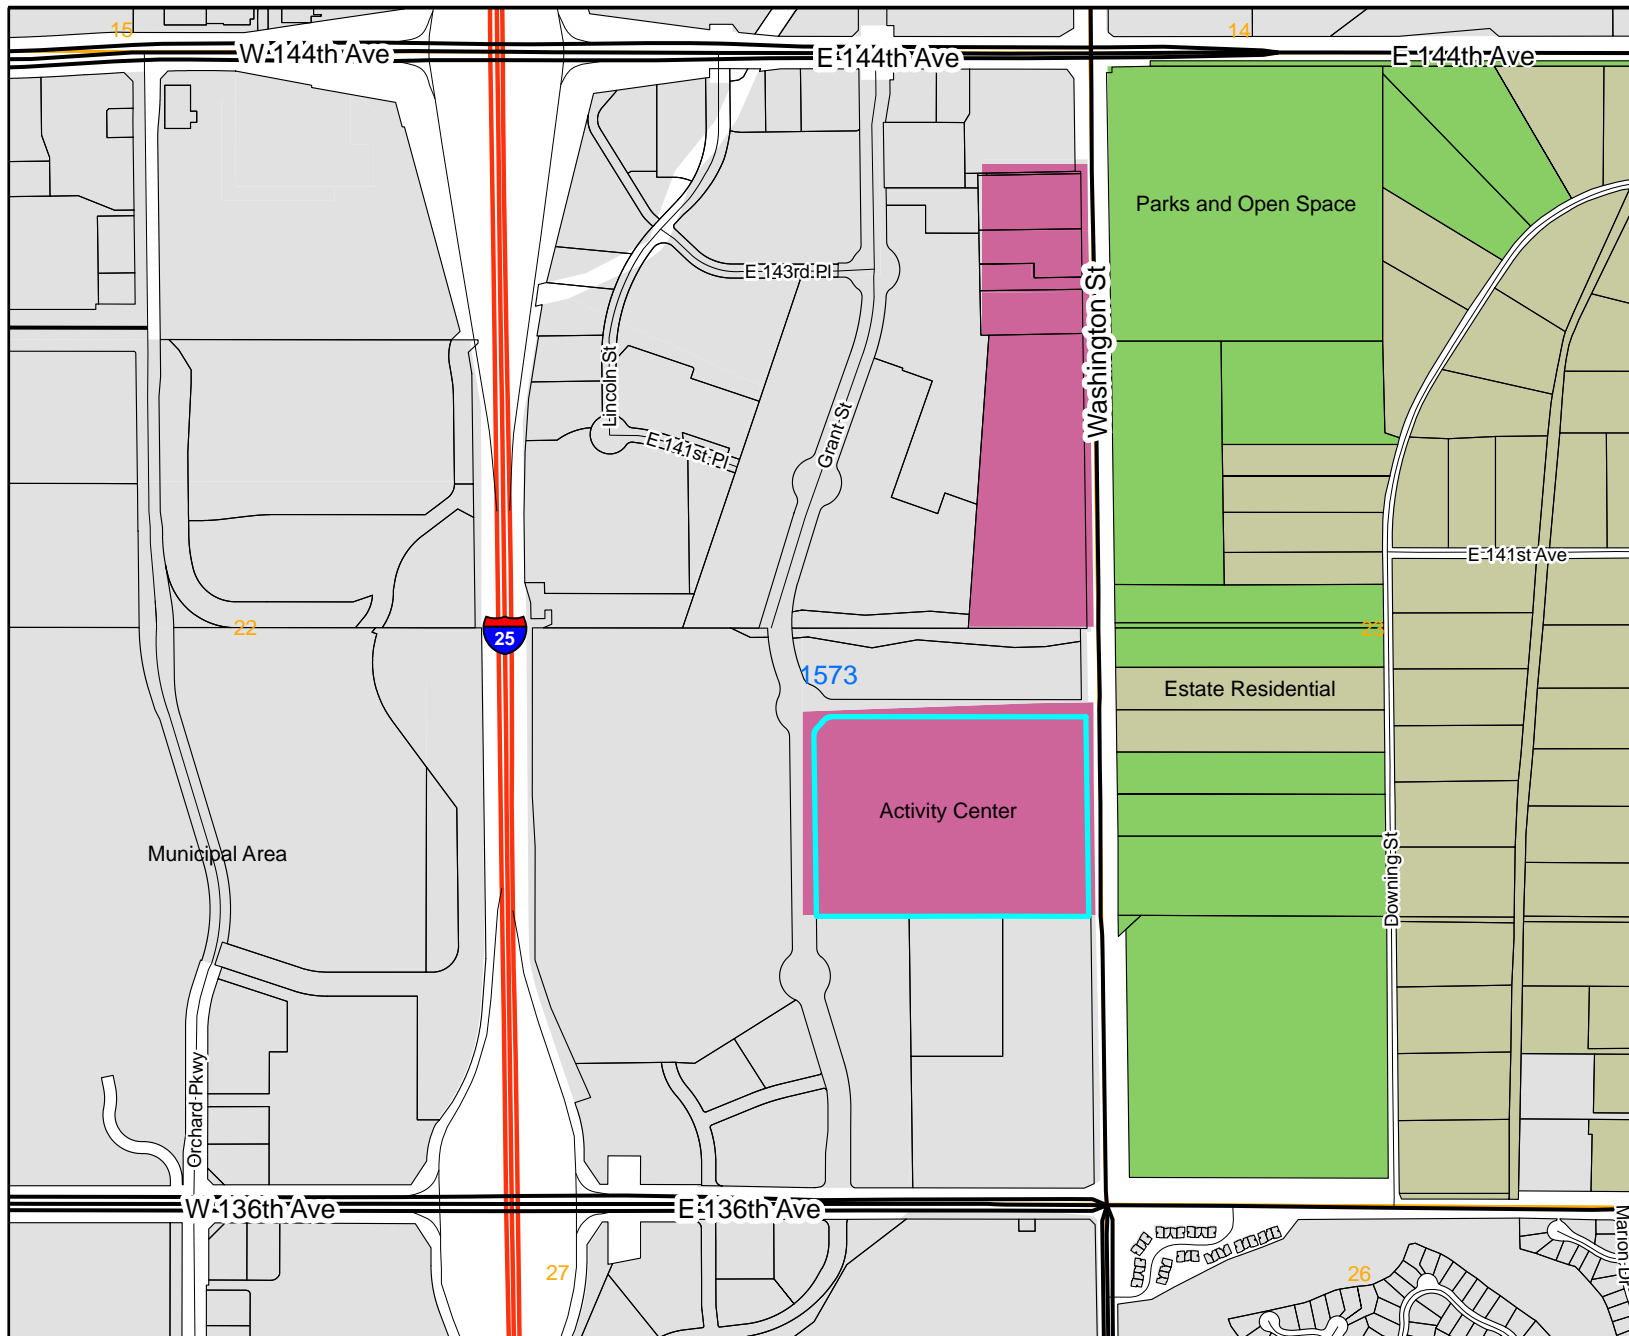 15
14
W 144th Ave
E 144th Ave
E 144th Ave
Parks and Open Space
E 143rd Pl
Washington St
Lincoln St
Grant St
E 141st Pl
E 141st Ave
22
25
23
1573
Estate Residential
Activity Center
Municipal Area
Downing St
Orchard Pkwy
W 136th Ave
E 136th Ave
Marion Dr
27
26